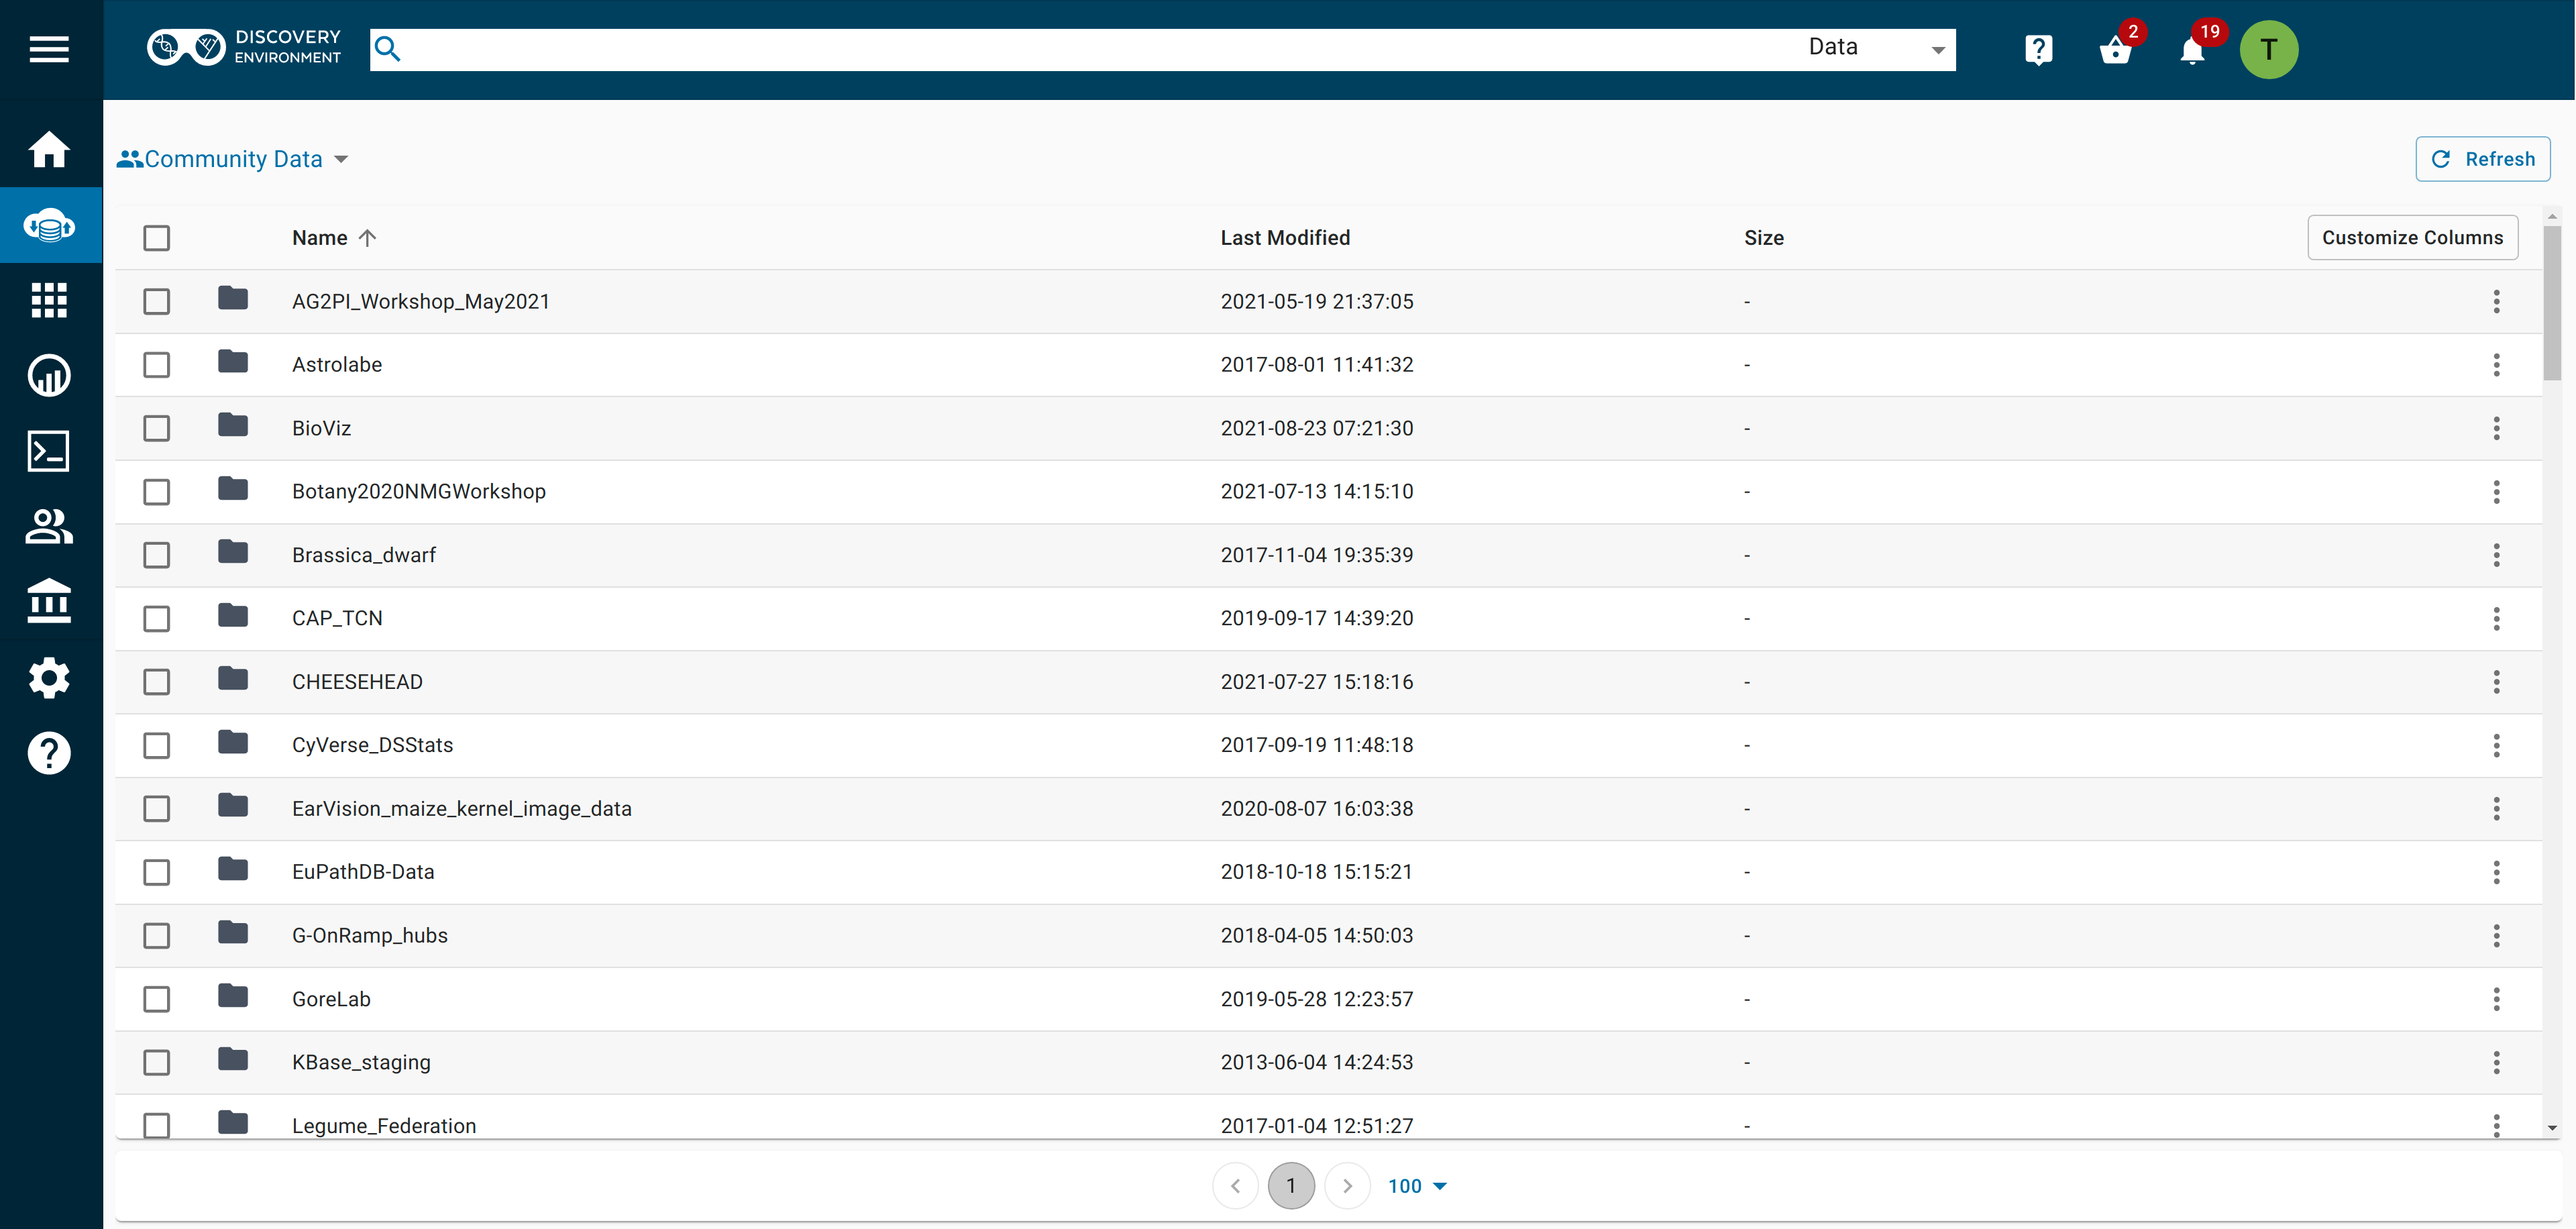 DISCOVERY
ENVIRONMENT
Data
?
2
19
T
Community Data
Refresh
Name Last Modified Size Customize Columns
AG2PI_Workshop_May2021 2021-05-19 21:37:05 -
Astrolabe 2017-08-01 11:41:32 -
BioViz 2021-08-23 07:21:30 -
Botany2020NMGWorkshop 2021-07-13 14:15:10 -
Brassica_dwarf 2017-11-04 19:35:39 -
CAP_TCN 2019-09-17 14:39:20 -
CHEESEHEAD 2021-07-27 15:18:16 -
CyVerse_DSStats 2017-09-19 11:48:18 -
EarVision_maize_kernel_image_data 2020-08-07 16:03:38 -
EuPathDB-Data 2018-10-18 15:15:21 -
G-OnRamp_hubs 2018-04-05 14:50:03 -
GoreLab 2019-05-28 12:23:57 -
KBase_staging 2013-06-04 14:24:53 -
Legume_Federation 2017-01-04 12:51:27 -
1 100